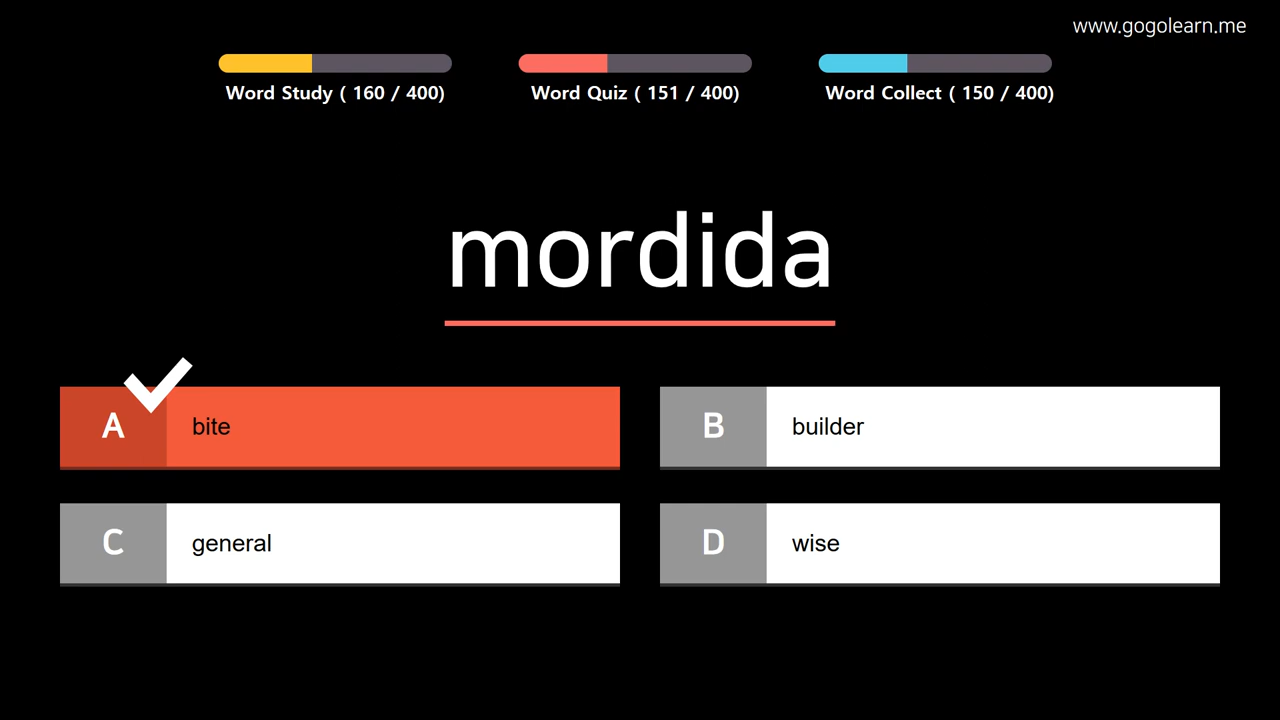 www.gogolearn.me
Word Study ( 160 / 400)
Word Quiz ( 151 / 400)
Word Collect ( 150 / 400)
mordida
A bite
B builder
C general
D wise